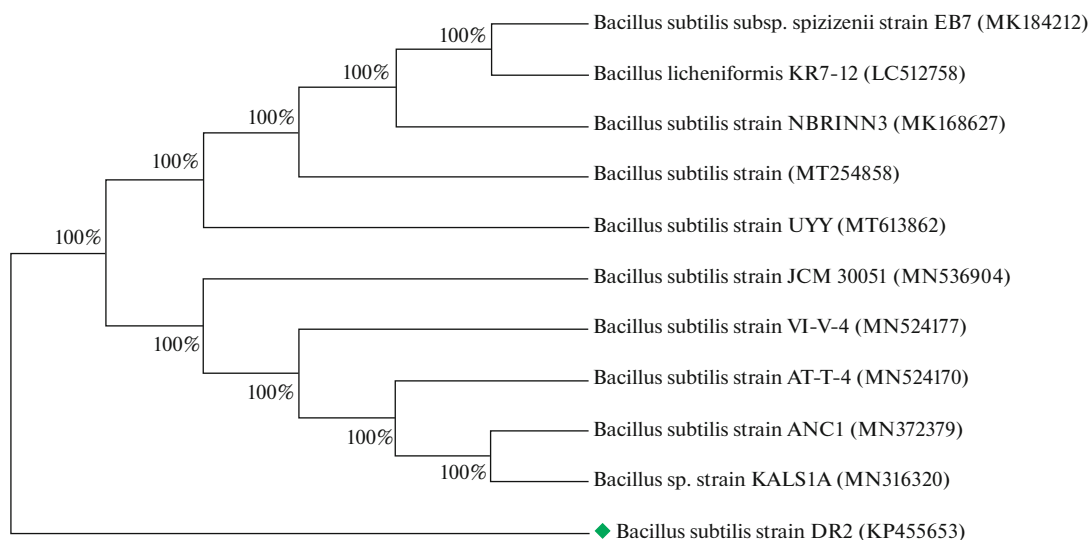 100%
Bacillus subtilis subsp. spizizenii strain EB7 (MK184212)
100%
Bacillus licheniformis KR7-12 (LC512758)
100%
Bacillus subtilis strain NBRINN3 (MK168627)
100%
Bacillus subtilis strain (MT254858)
Bacillus subtilis strain UYY (MT613862)
100%
Bacillus subtilis strain JCM 30051 (MN536904)
100%
Bacillus subtilis strain VI-V-4 (MN524177)
100%
Bacillus subtilis strain AT-T-4 (MN524170)
100%
Bacillus subtilis strain ANC1 (MN372379)
100%
Bacillus sp. strain KALS1A (MN316320)
Bacillus subtilis strain DR2 (KP455653)